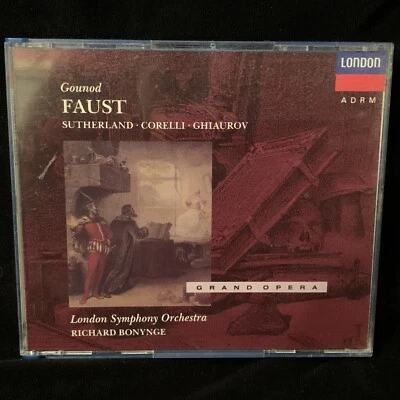 LONDON
ADRM
Gounod
FAUST
SUTHERLAND · CORELLI · GHIAUROV
GRAND OPERA
London Symphony Orchestra
RICHARD BONYNGE